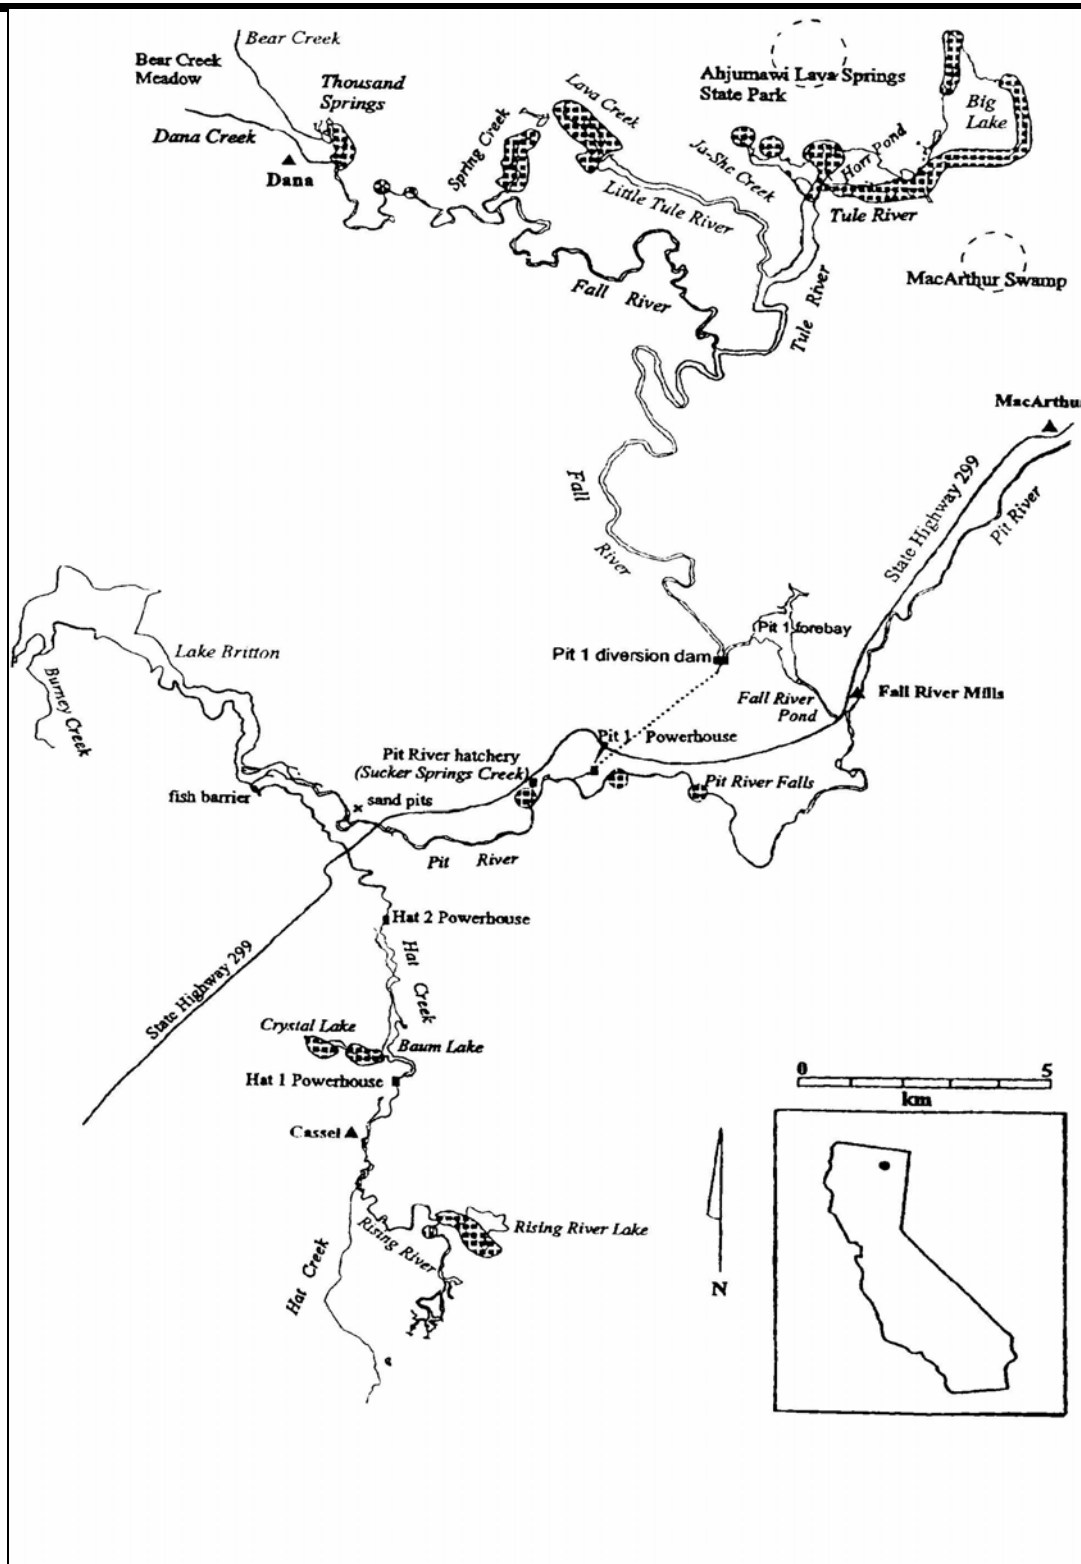 Bear Creek
Bear Creek
Meadow
Thousand
Springs
Dana Creek
Dana
Spring Creek
Lava Creek
Little Tule River
Ahjumawi Lava Springs
State Park
Big
Lake
Ja-She Creek
Horr Pond
Tule River
MacArthur Swamp
Fall River
Tule River
MacArthur
Fall
River
State Highway 299
Pit River
Lake Britton
Burney Creek
Pit 1 forebay
Pit 1 diversion dam
Fall River
Pond
Fall River Mills
Pit 1 Powerhouse
Pit River hatchery
(Sucker Springs Creek)
Pit River Falls
fish barrier
sand pits
Pit River
Hat 2 Powerhouse
Hat Creek
State Highway 299
Crystal Lake
Baum Lake
Hat 1 Powerhouse
0 5
km
Cassel
Rising River Lake
Rising River
Hat Creek
N